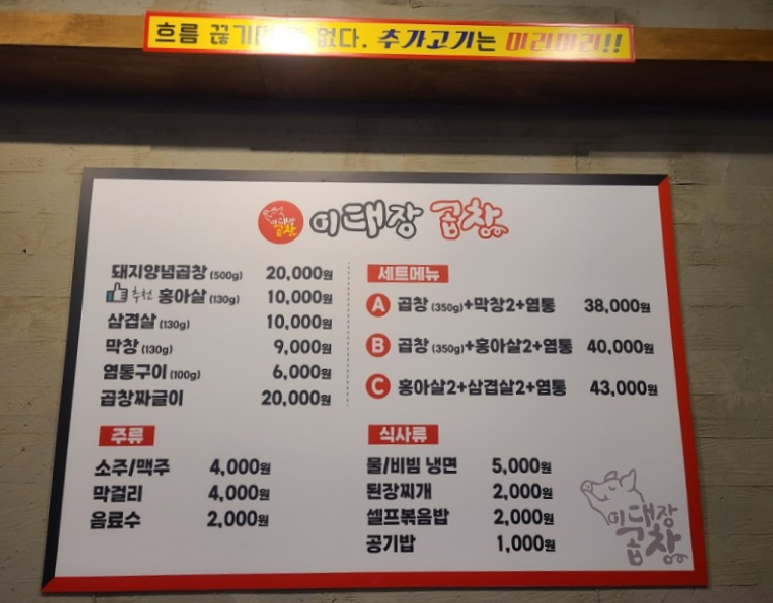 흐름 끊기 없다. 추가고기는 미리미리!!
이대장 곱창
돼지양념곱창 (500g) 20,000원
추천 홍아살 (130g) 10,000원
삼겹살 (130g) 10,000원
막창 (130g) 9,000원
염통구이 (100g) 6,000원
곱창짜글이 20,000원
세트메뉴
A 곱창 (350g)+막창2+염통 38,000원
B 곱창 (350g)+홍아살2+염통 40,000원
C 홍아살2+삼겹살2+염통 43,000원
주류
소주/맥주 4,000원
막걸리 4,000원
음료수 2,000원
식사류
물/비빔 냉면 5,000원
된장찌개 2,000원
셀프볶음밥 2,000원
공기밥 1,000원
이대장
곱창